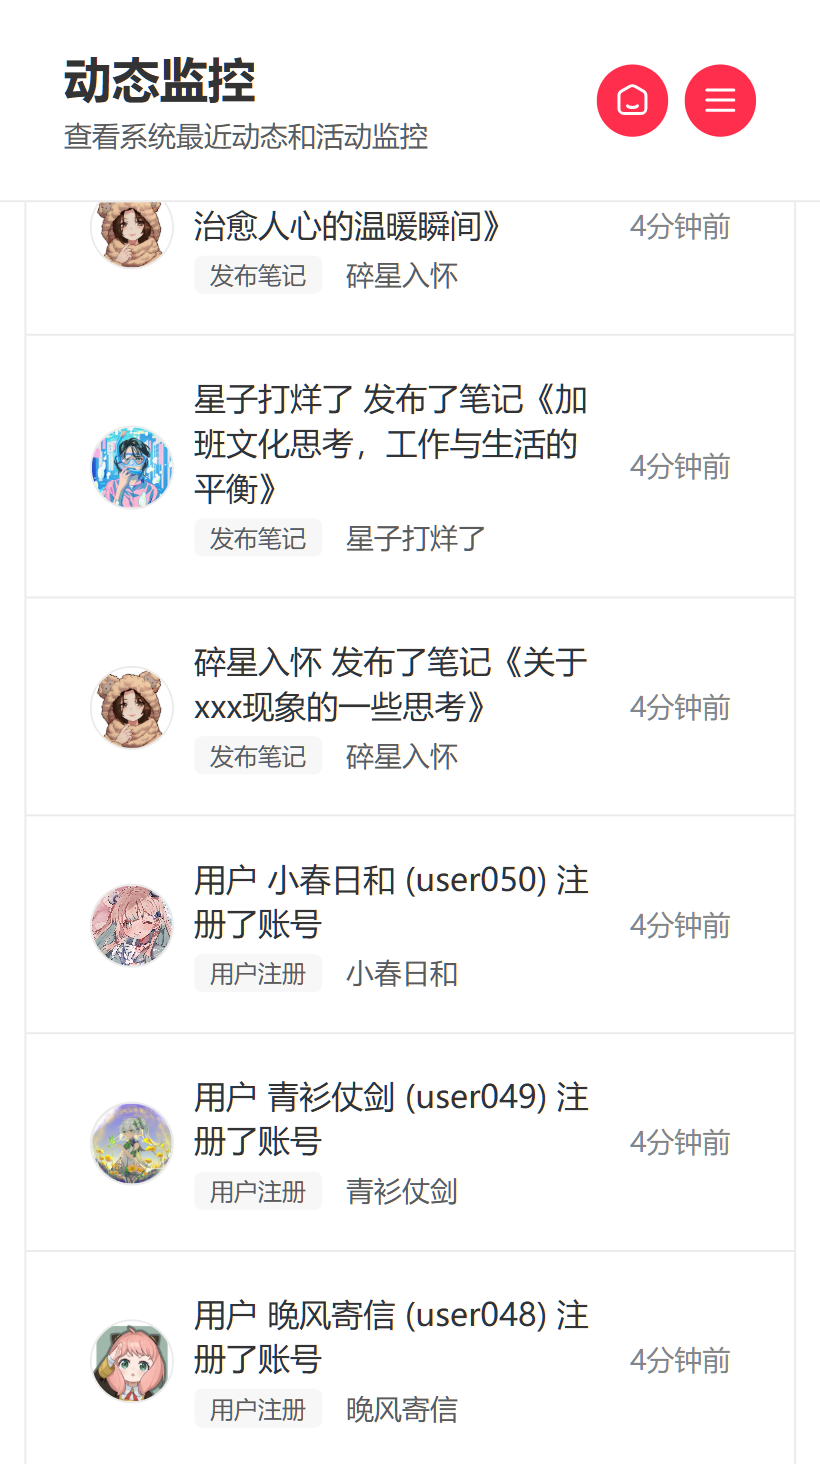 动态监控
查看系统最近动态和活动监控
治愈人心的温暖瞬间》
4分钟前
发布笔记 碎星入怀
星子打烊了 发布了笔记《加
班文化思考，工作与生活的
平衡》
4分钟前
发布笔记 星子打烊了
碎星入怀 发布了笔记《关于
xxx现象的一些思考》
4分钟前
发布笔记 碎星入怀
用户 小春日和 (user050) 注
册了账号
4分钟前
用户注册 小春日和
用户 青衫仗剑 (user049) 注
册了账号
4分钟前
用户注册 青衫仗剑
用户 晚风寄信 (user048) 注
册了账号
4分钟前
用户注册 晚风寄信